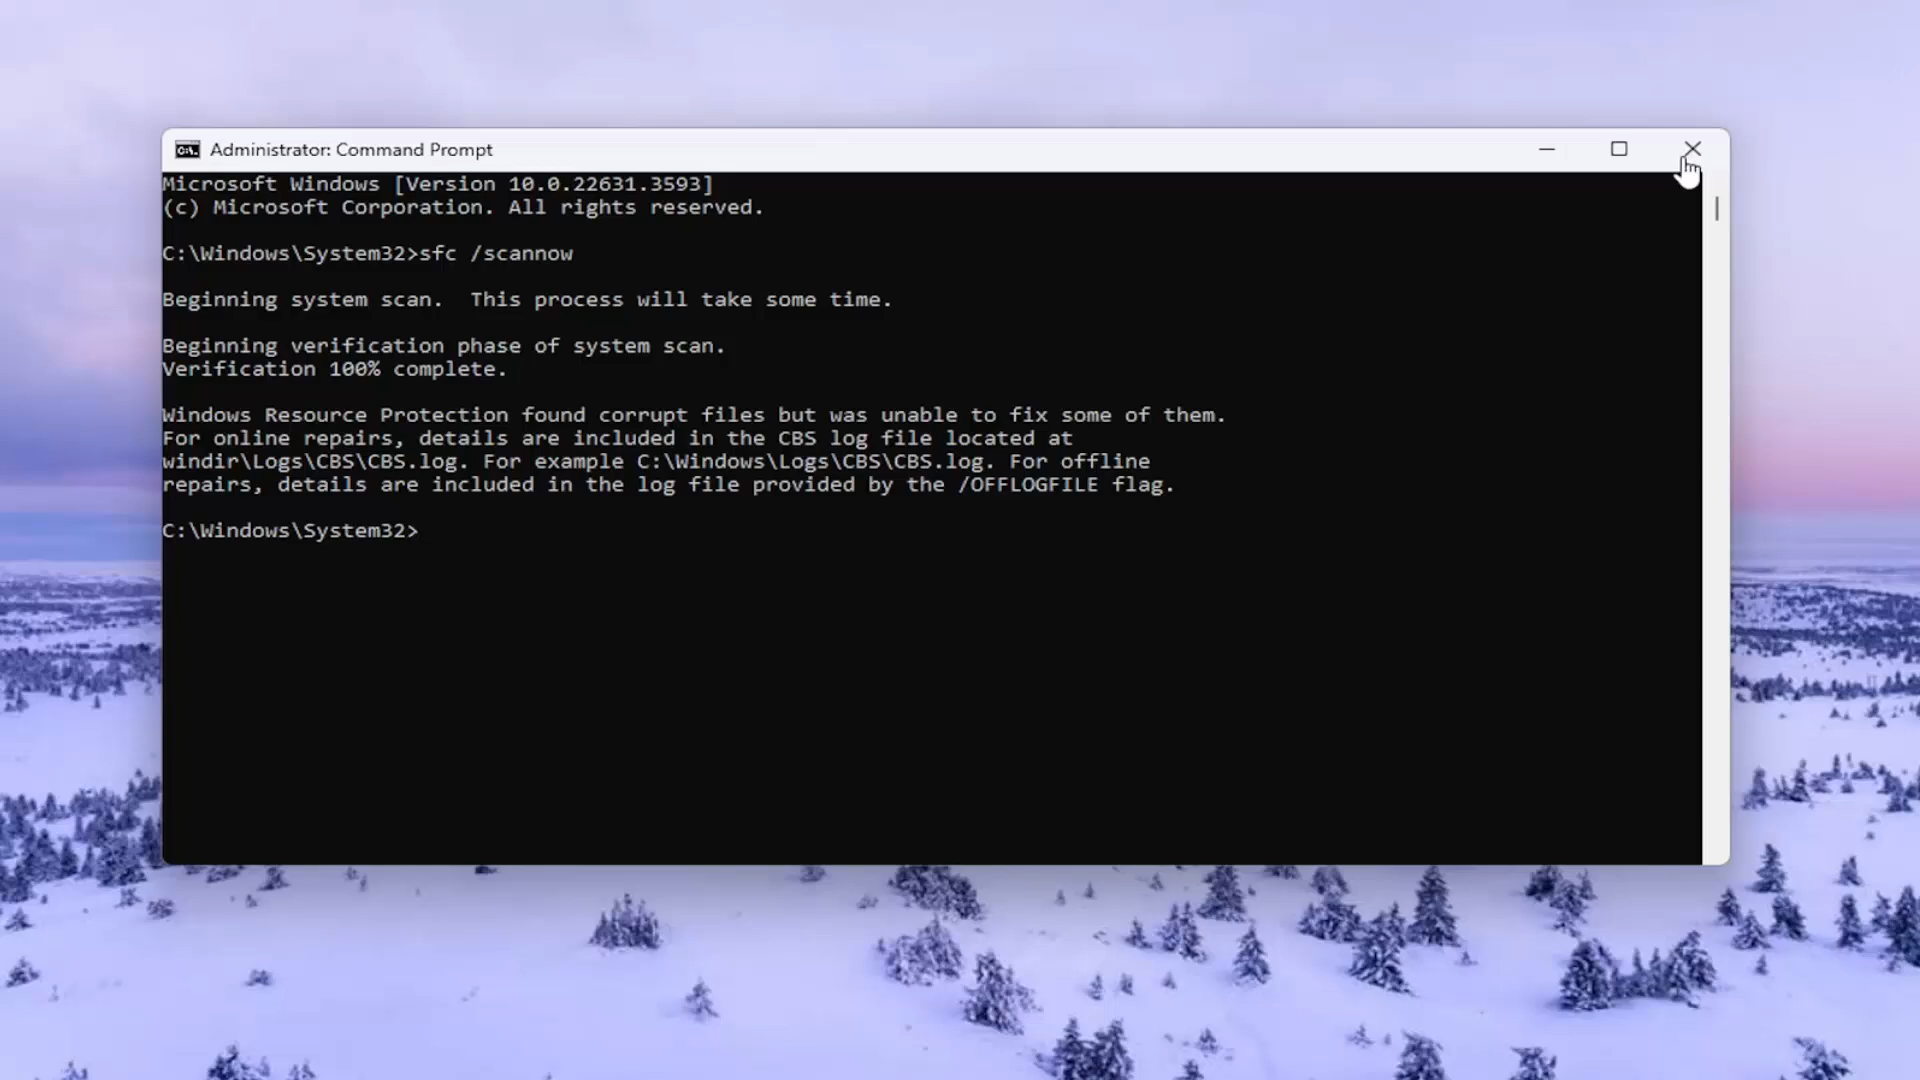 Administrator: Command Prompt
Microsoft Windows [Version 10.0.22631.3593]
(c) Microsoft Corporation. All rights reserved.
C:\Windows\System32>sfc /scannow
Beginning system scan.  This process will take some time.
Beginning verification phase of system scan.
Verification 100% complete.
Windows Resource Protection found corrupt files but was unable to fix some of them.
For online repairs, details are included in the CBS log file located at
windir\Logs\CBS\CBS.log. For example C:\Windows\Logs\CBS\CBS.log. For offline
repairs, details are included in the log file provided by the /OFFLOGFILE flag.
C:\Windows\System32>